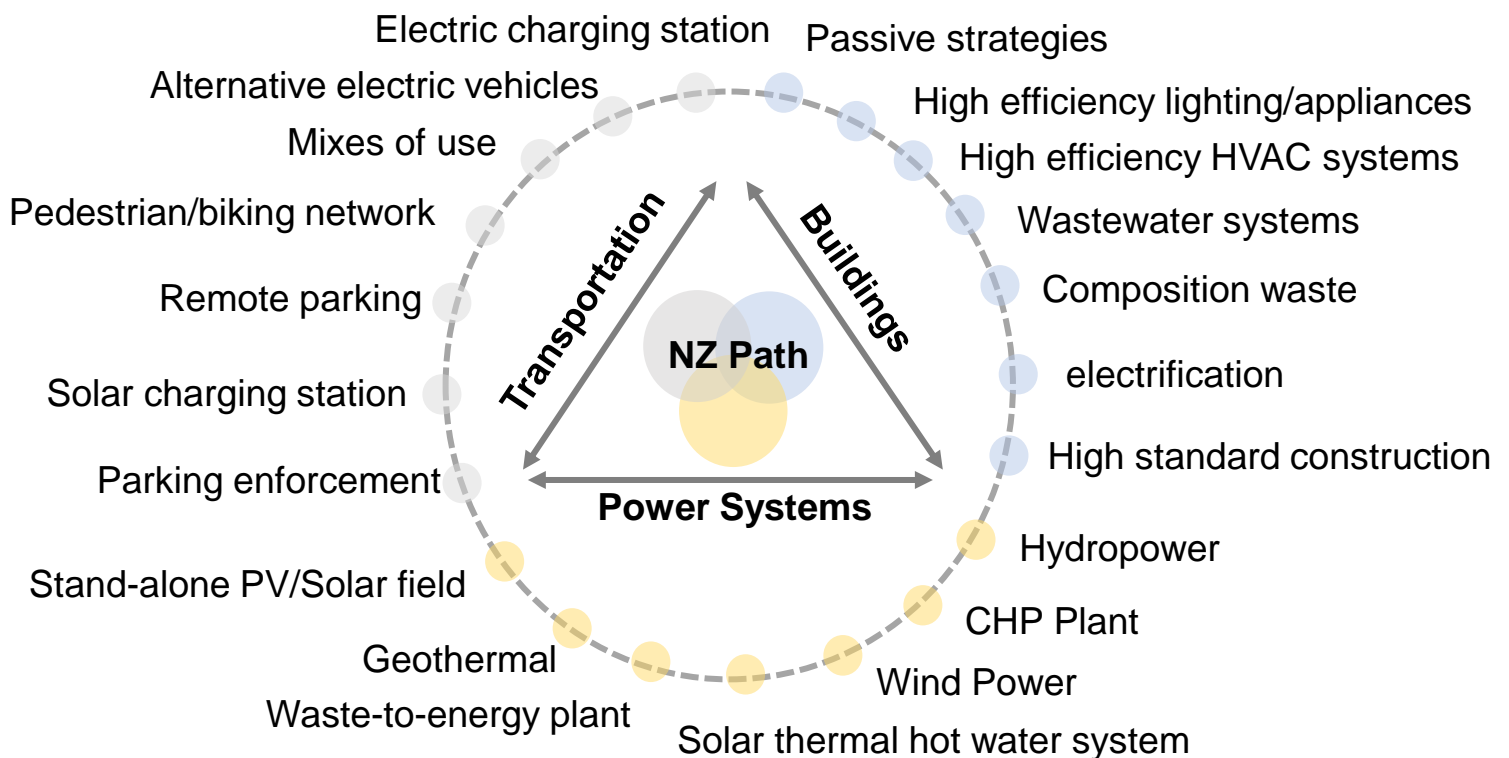 Electric charging station
Passive strategies
Alternative electric vehicles
High efficiency lighting/appliances
Mixes of use
High efficiency HVAC systems
Pedestrian/biking network
Wastewater systems
Remote parking
Composition waste
Solar charging station
electrification
Parking enforcement
High standard construction
Transportation
Buildings
NZ Path
Power Systems
Stand-alone PV/Solar field
Hydropower
Geothermal
CHP Plant
Waste-to-energy plant
Wind Power
Solar thermal hot water system